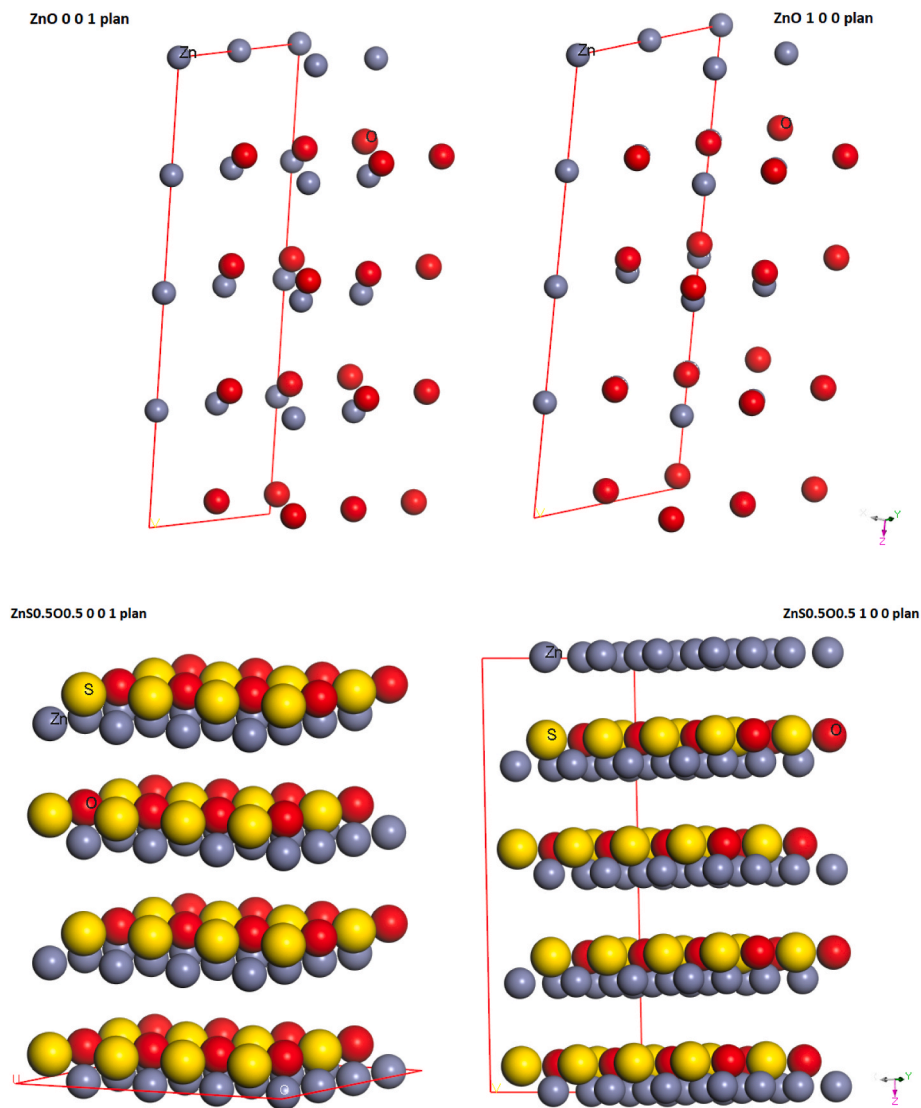 ZnO 0 0 1 plan
ZnO 1 0 0 plan
Zn
Zn
O
O
X
Y
Z
ZnS0.5O0.5 0 0 1 plan
ZnS0.5O0.5 1 0 0 plan
S
Zn
O
U
O
Zn
S
O
X
Y
Z